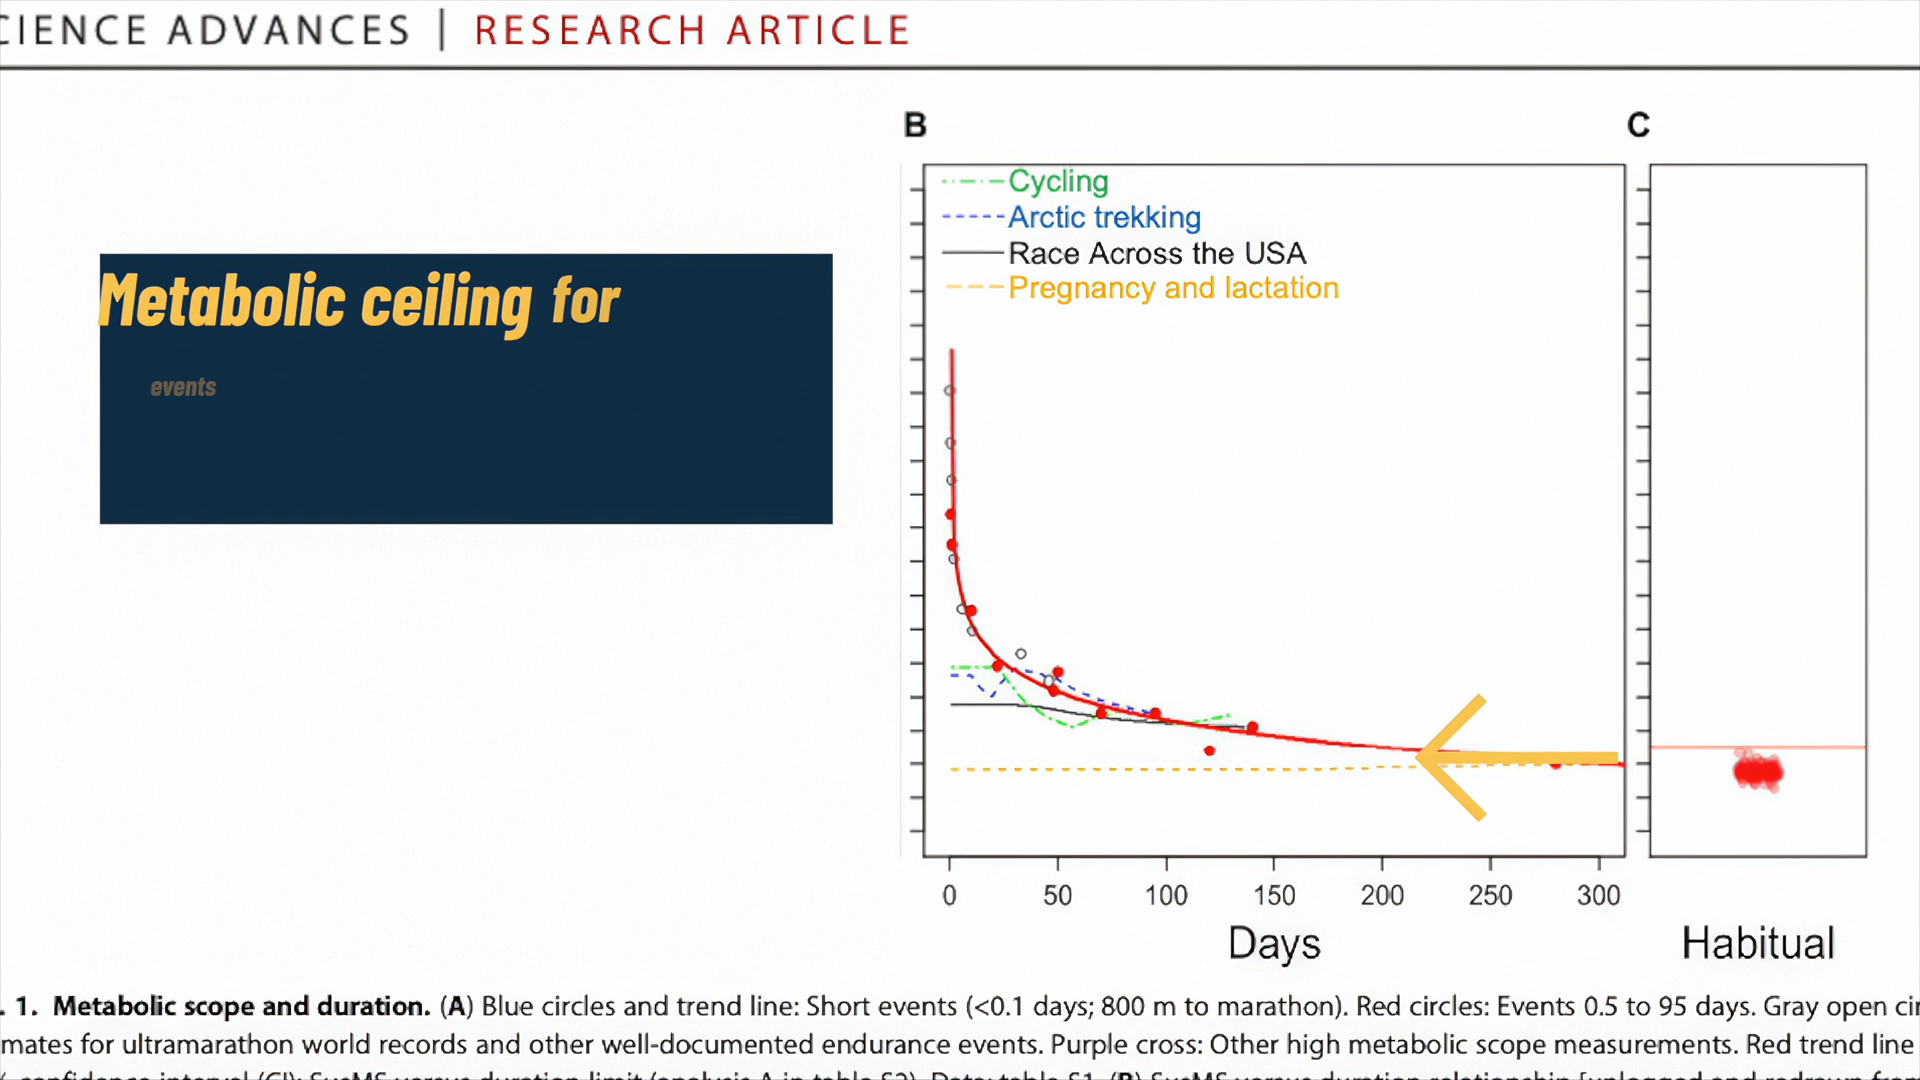 CIENCE ADVANCES | RESEARCH ARTICLE
Metabolic ceiling for
events
B
C
Cycling
Arctic trekking
Race Across the USA
Pregnancy and lactation
0 50 100 150 200 250 300
Days
Habitual
. 1. Metabolic scope and duration. (A) Blue circles and trend line: Short events (<0.1 days; 800 m to marathon). Red circles: Events 0.5 to 95 days. Gray open cir
mates for ultramarathon world records and other well-documented endurance events. Purple cross: Other high metabolic scope measurements. Red trend line